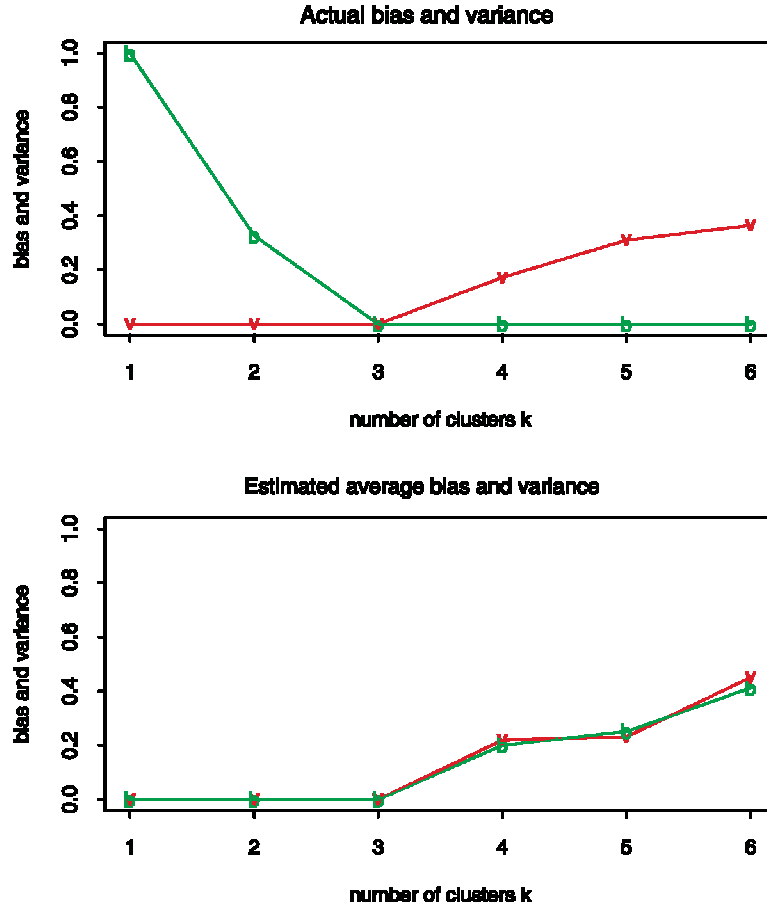 Actual bias and variance
bias and variance
1.0
0.8
0.6
0.4
0.2
0.0
b
b
b
b
b
b
v
v
v
v
v
v
1 2 3 4 5 6
number of clusters k
Estimated average bias and variance
bias and variance
1.0
0.8
0.6
0.4
0.2
0.0
v
v
v
v
v
v
b
b
b
b
b
b
1 2 3 4 5 6
number of clusters k